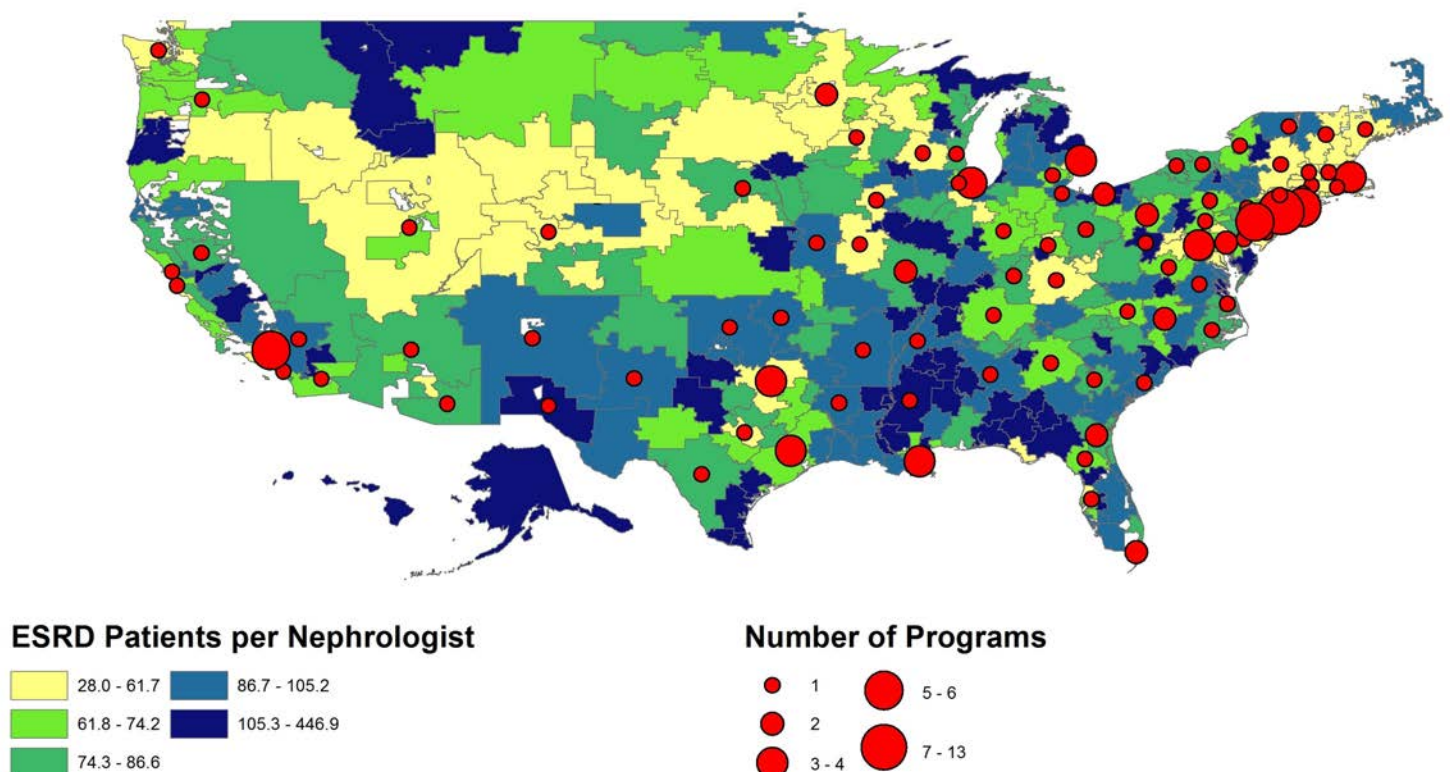 ESRD Patients per Nephrologist
28.0 - 61.7
61.8 - 74.2
74.3 - 86.6
86.7 - 105.2
105.3 - 446.9
Number of Programs
1
2
3 - 4
5 - 6
7 - 13